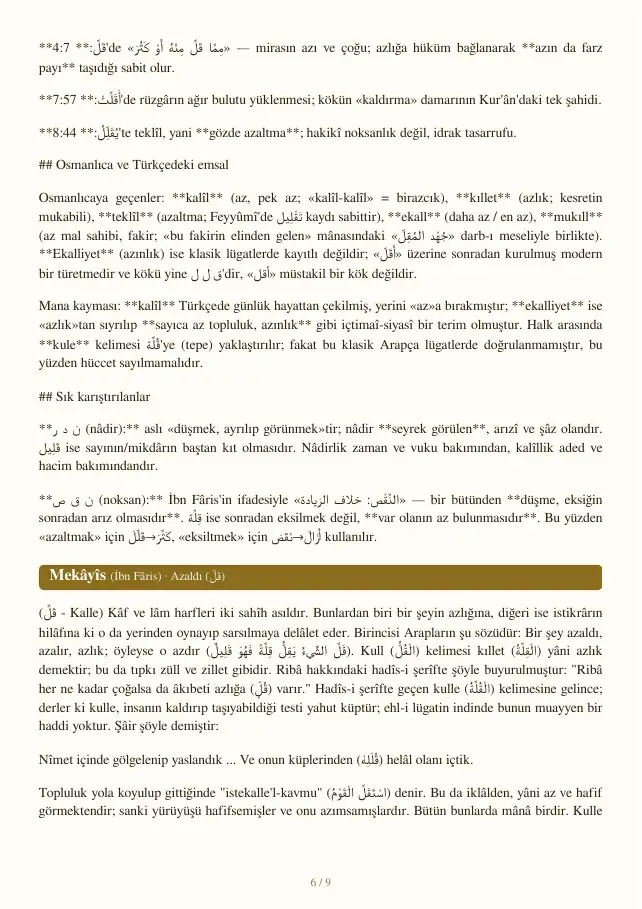 **4:7 **:قَلَّ'de «مِمَّا قَلَّ مِنْهُ أَوْ كَثُرَ» — mirasın azı ve çoğu; azlığa hüküm bağlanarak **azın da farz
payı** taşıdığı sabit olur.
**7:57 **:أَقَلَّتْ'de rüzgârın ağır bulutu yüklenmesi; kökün «kaldırma» damarının Kur'ân'daki tek şahidi.
**8:44 **:يُقَلِّلُ'te teklîl, yani **gözde azaltma**; hakikî noksanlık değil, idrak tasarrufu.
## Osmanlıca ve Türkçedeki emsal
Osmanlıcaya geçenler: **kalîl** (az, pek az; «kalîl-kalîl» = birazcık), **kıllet** (azlık; kesretin
mukabili), **teklîl** (azaltma; Feyyûmî'de تَقْلِيل kaydı sabittir), **ekall** (daha az / en az), **mukıll**
(az mal sahibi, fakir; «bu fakirin elinden gelen» mânasındaki «جُهْد المُقِلّ» darb-ı meseliyle birlikte).
**Ekalliyet** (azınlık) ise klasik lügatlerde kayıtlı değildir; «أَقَلّ» üzerine sonradan kurulmuş modern
bir türetmedir ve kökü yine ق ل ل'dir, «أقل» müstakil bir kök değildir.
Mana kayması: **kalîl** Türkçede günlük hayattan çekilmiş, yerini «az»a bırakmıştır; **ekalliyet** ise
«azlık»tan sıyrılıp **sayıca az topluluk, azınlık** gibi içtimaî-siyasî bir terim olmuştur. Halk arasında
**kule** kelimesi قُلَّة'ye (tepe) yaklaştırılır; fakat bu klasik Arapça lügatlerde doğrulanmamıştır, bu
yüzden hüccet sayılmamalıdır.
## Sık karıştırılanlar
**ن د ر (nâdir):** aslı «düşmek, ayrılıp görünmek»tir; nâdir **seyrek görülen**, arızî ve şâz olandır.
قَلِيل ise sayının/mikdârın baştan kıt olmasıdır. Nâdirlik zaman ve vuku bakımından, kalîllik aded ve
hacim bakımındandır.
**ن ق ص (noksan):** İbn Fâris'in ifadesiyle «النَّقْص: خلاف الزيادة» — bir bütünden **düşme, eksiğin
sonradan arız olmasıdır**. قِلَّة ise sonradan eksilmek değil, **var olanın az bulunmasıdır**. Bu yüzden
«azaltmak» için قَلَّلَ→كَثَّرَ, «eksiltmek» için نقص→أَزَالَ kullanılır.
Mekâyîs (İbn Fâris) · Azaldı (قَلَّ)
(قَلَّ - Kalle) Kâf ve lâm harfleri iki sahîh asıldır. Bunlardan biri bir şeyin azlığına, diğeri ise istikrârın
hilâfına ki o da yerinden oynayıp sarsılmaya delâlet eder. Birincisi Arapların şu sözüdür: Bir şey azaldı,
azalır, azlık; öyleyse o azdır (قَلَّ الشَّيءُ يَقِلُّ قِلَّةً فَهُوَ قَلِيلٌ). Kull (الْقُلُّ) kelimesi kıllet (الْقِلَّةُ) yâni azlık
demektir; bu da tıpkı züll ve zillet gibidir. Ribâ hakkındaki hadîs-i şerîfte şöyle buyurulmuştur: "Ribâ
her ne kadar çoğalsa da âkıbeti azlığa (قُلّ) varır." Hadîs-i şerîfte geçen kulle (الْقُلَّةُ) kelimesine gelince;
derler ki kulle, insanın kaldırıp taşıyabildiği testi yahut küptür; ehl-i lügatin indinde bunun muayyen bir
haddi yoktur. Şâir şöyle demiştir:
Nîmet içinde gölgelenip yaslandık ... Ve onun küplerinden (قُلَلِهْ) helâl olanı içtik.
Topluluk yola koyulup gittiğinde "istekalle'l-kavmu" (اسْتَقَلَّ الْقَوْمُ) denir. Bu da iklâlden, yâni az ve hafif
görmektendir; sanki yürüyüşü hafifsemişler ve onu azımsamışlardır. Bütün bunlarda mânâ birdir. Kulle
6 / 9